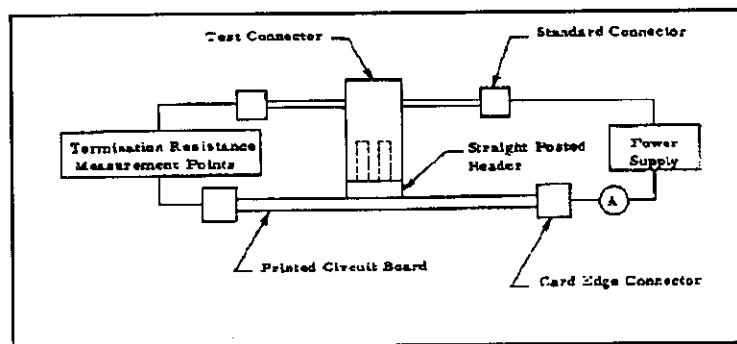 Test Connector
Standard Connector
Termination Resistance
Measurement Points
Power
Supply
Straight Posted
Header
A
Printed Circuit Board
Card Edge Connector